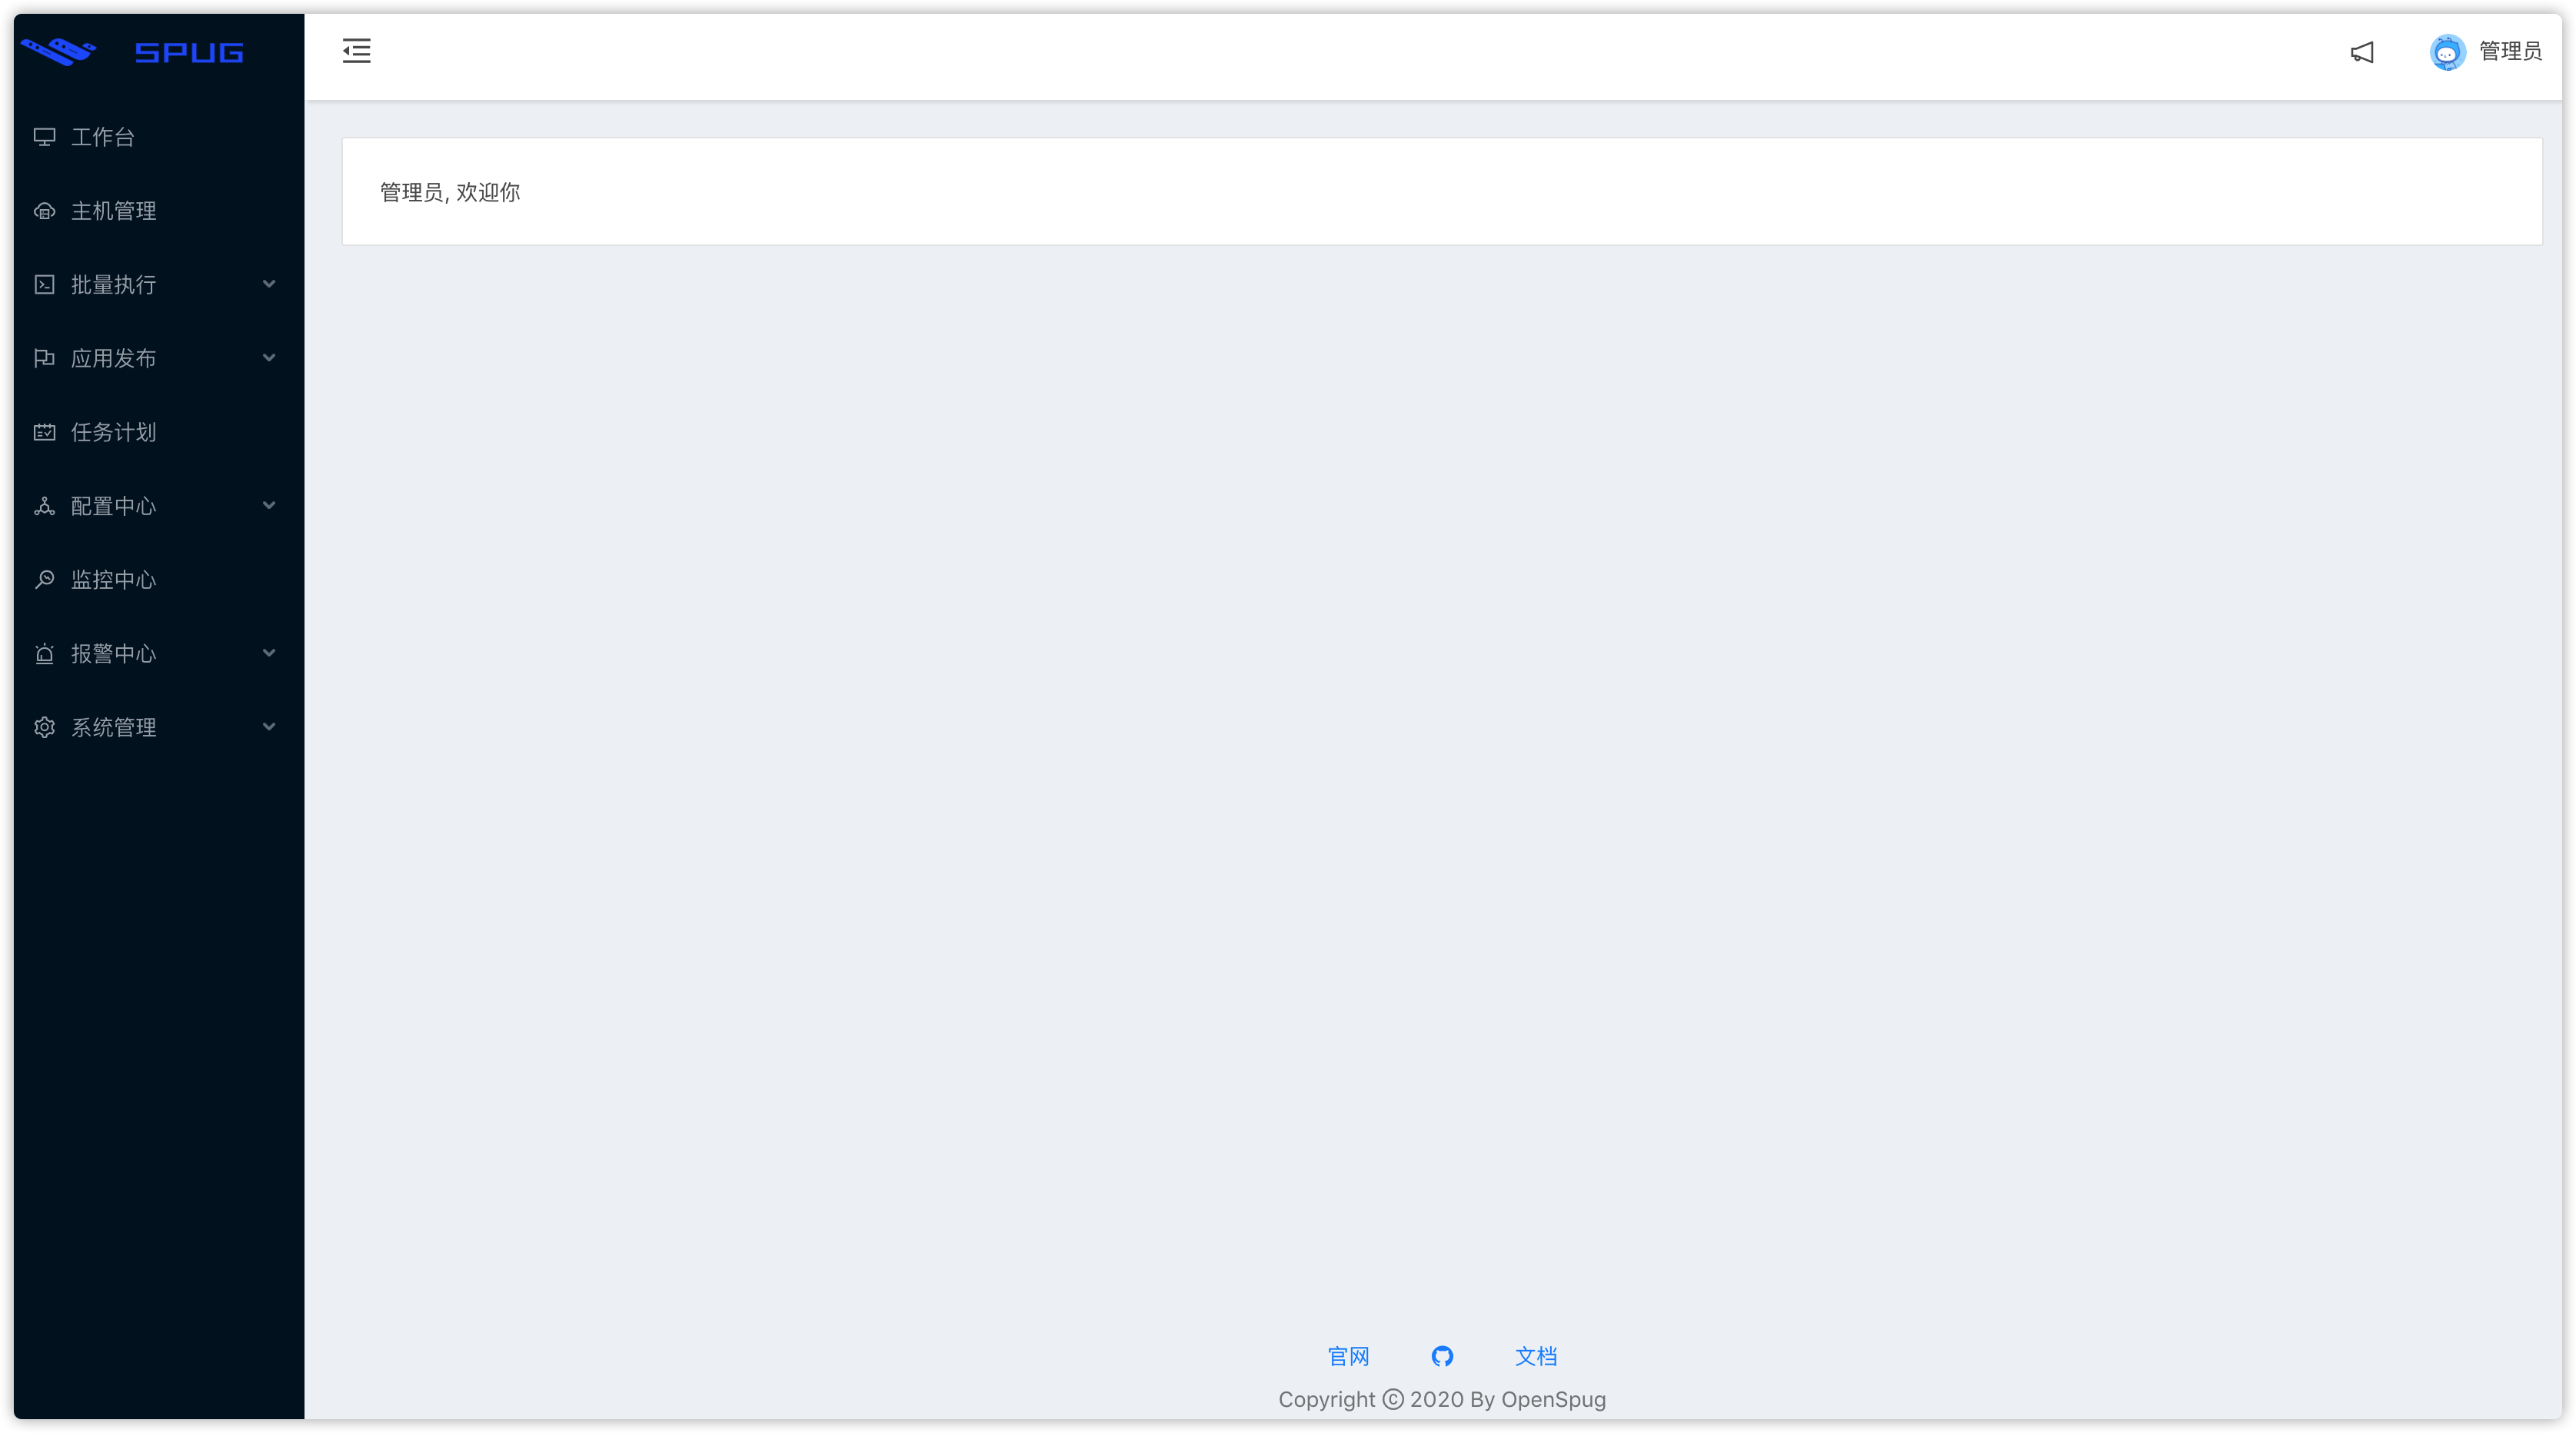 SPUG
管理员
工作台
主机管理
批量执行
应用发布
任务计划
配置中心
监控中心
报警中心
系统管理
管理员, 欢迎你
官网
文档
Copyright © 2020 By OpenSpug